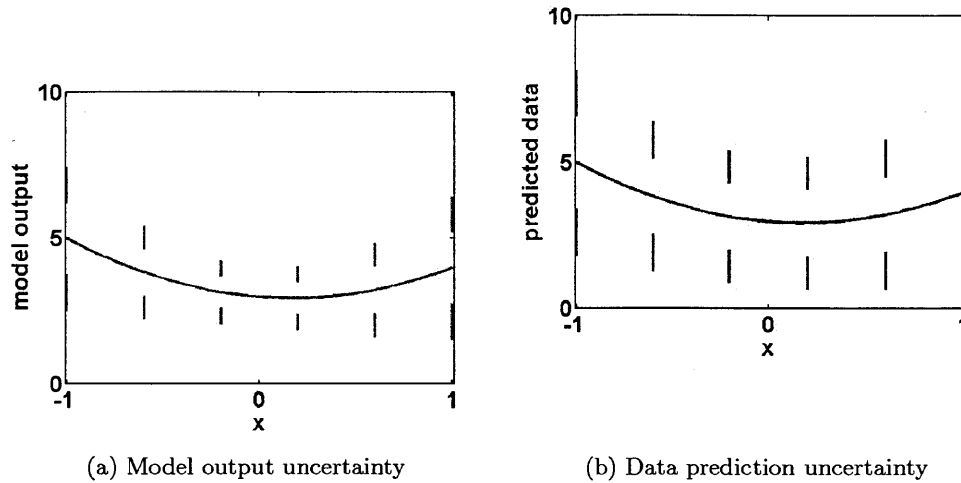 10
model output
5
0
-1
0
1
x
(a) Model output uncertainty
10
predicted data
5
0
-1
0
1
x
(b) Data prediction uncertainty